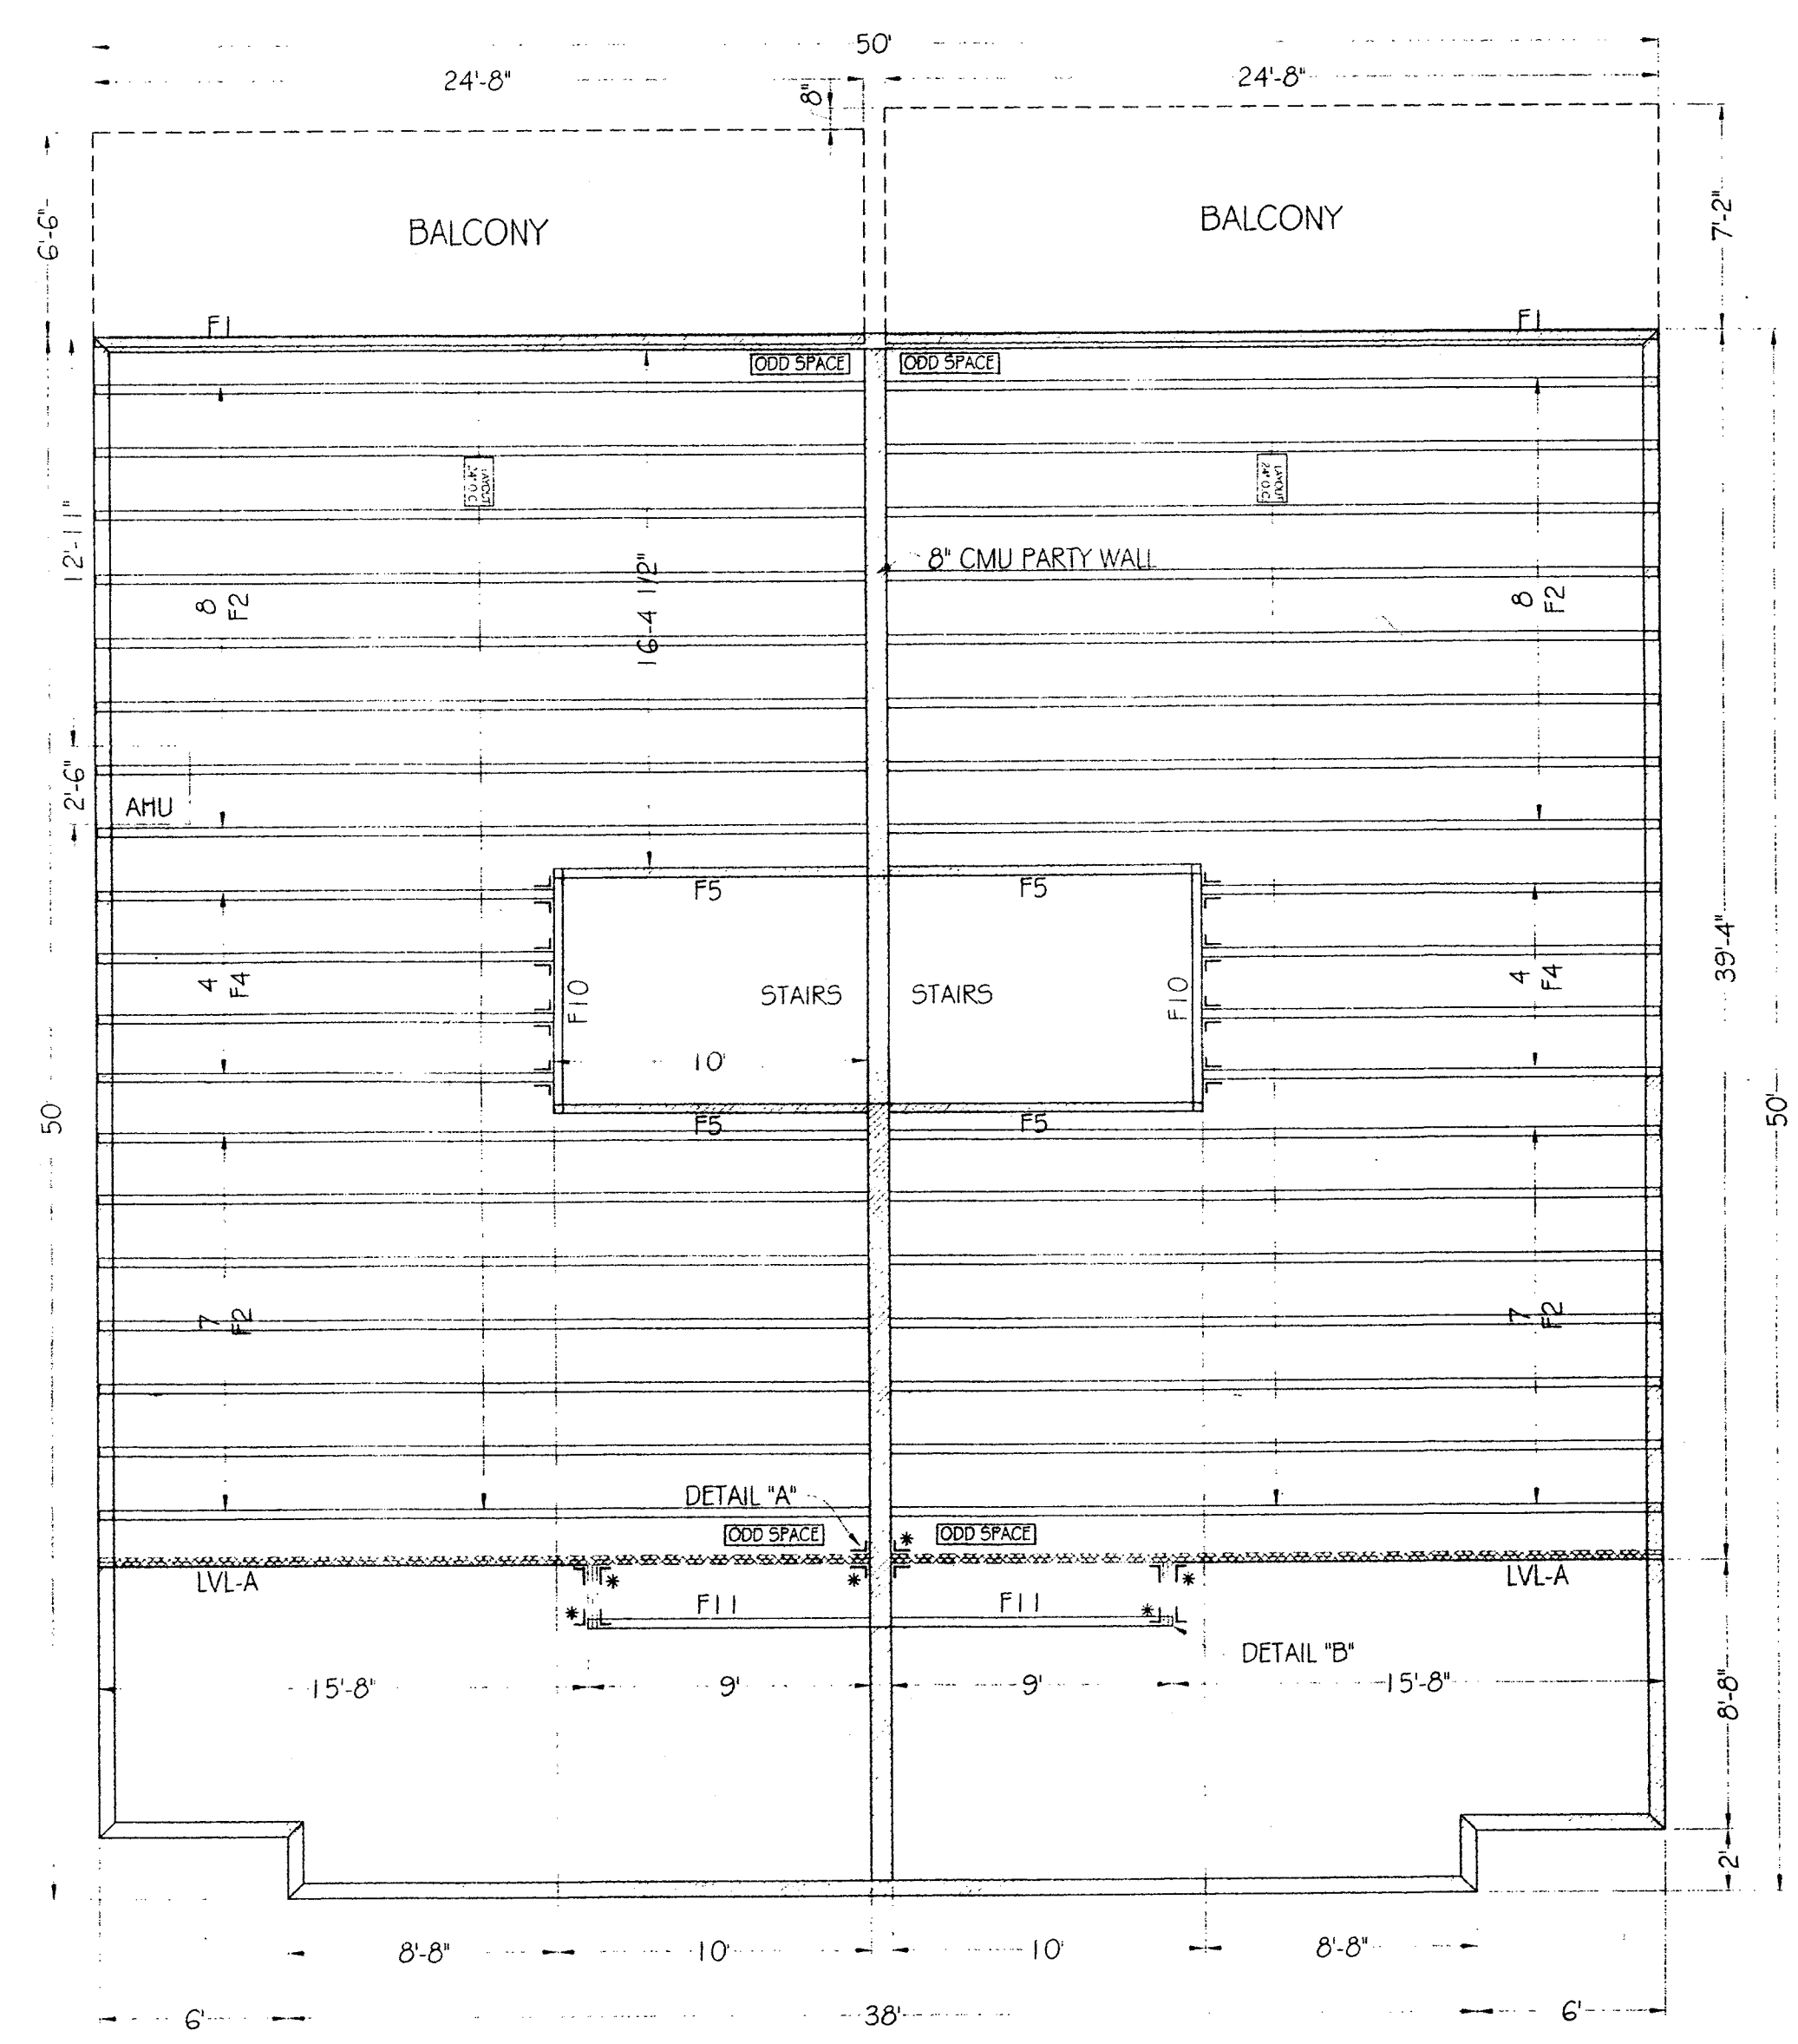 50'
24'-8"
24'-8"
8"
6'-6"
BALCONY
BALCONY
7'-2"
F1
F1
ODD SPACE
ODD SPACE
LAYOUT
24" O.C.
LAYOUT
24" O.C.
12'-11"
8" CMU PARTY WALL
8
F2
16-4 1/2"
8
F2
2'-6"
AHU
F5
F5
4
F4
F10
STAIRS
STAIRS
F10
4
F4
39'-4"
10'
50'
50'
F5
F5
7
F2
7
F2
DETAIL "A"
ODD SPACE
ODD SPACE
*
LVL-A
*
*
*
LVL-A
*
F11
F11
*
DETAIL "B"
15'-8"
9'
9'
15'-8"
8'-8"
2'
8'-8"
10'
10'
8'-8"
6'
38'
6'